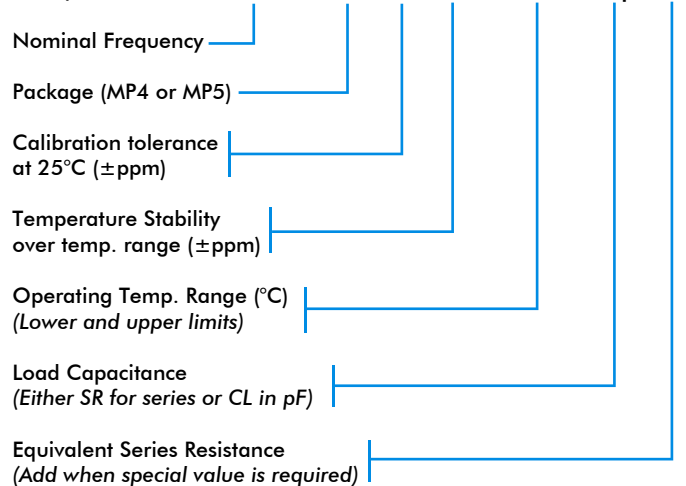 Nominal Frequency
Package (MP4 or MP5)
Calibration tolerance
at 25°C (±ppm)
Temperature Stability
over temp. range (±ppm)
Operating Temp. Range (°C)
(Lower and upper limits)
Load Capacitance
(Either SR for series or CL in pF)
Equivalent Series Resistance
(Add when special value is required)